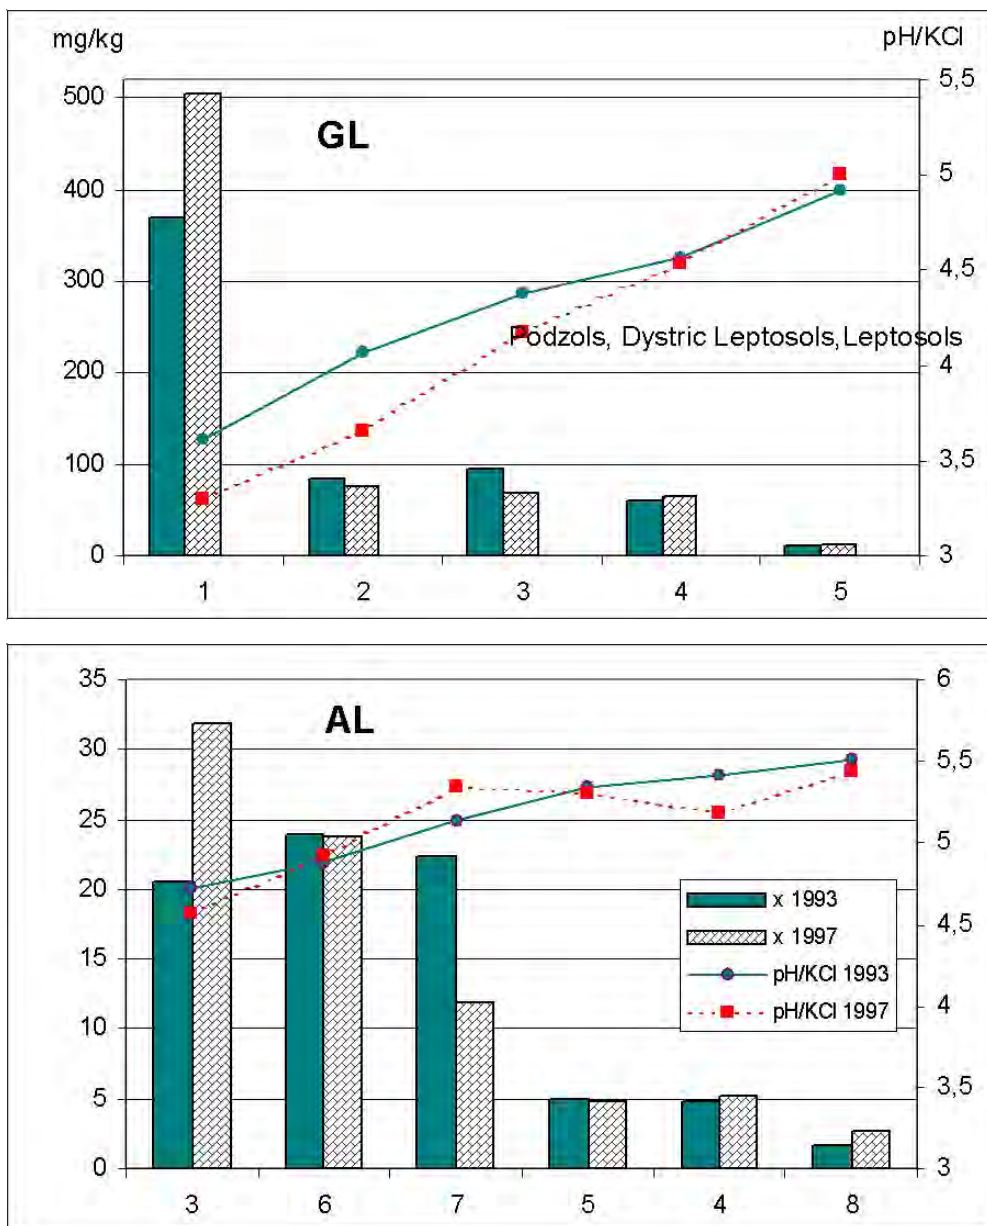 mg/kg pH/KCl
500 5,5
GL
400 5
300 4,5
Podzols, Dystric Leptosols,Leptosols
200 4
100 3,5
0 3
1 2 3 4 5
35 6
AL
30 5,5
25 5
20 4,5
x 1993
x 1997
15 4
pH/KCl 1993
10 3,5
pH/KCl 1997
5
0 3
3 6 7 5 4 8